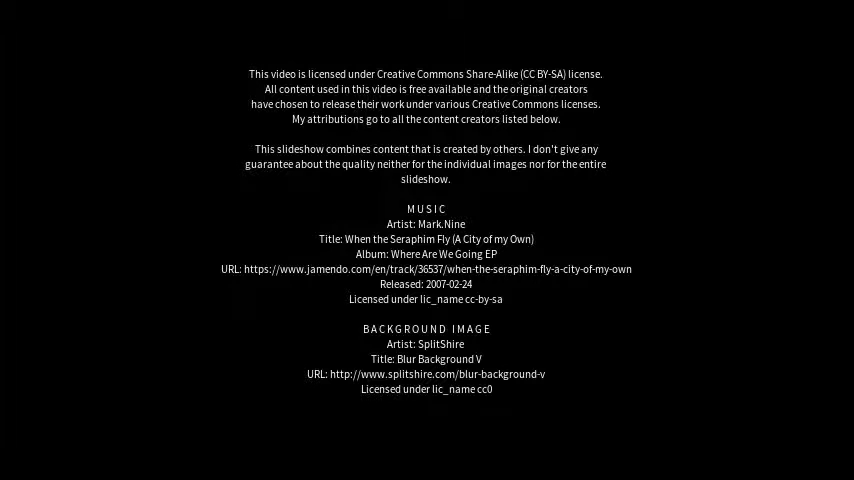 This video is licensed under Creative Commons Share-Alike (CC BY-SA) license.
All content used in this video is free available and the original creators
have chosen to release their work under various Creative Commons licenses.
My attributions go to all the content creators listed below.
This slideshow combines content that is created by others. I don't give any
guarantee about the quality neither for the individual images nor for the entire
slideshow.
MUSIC
Artist: Mark.Nine
Title: When the Seraphim Fly (A City of my Own)
Album: Where Are We Going EP
URL: https://www.jamendo.com/en/track/36537/when-the-seraphim-fly-a-city-of-my-own
Released: 2007-02-24
Licensed under lic_name cc-by-sa
BACKGROUND IMAGE
Artist: SplitShire
Title: Blur Background V
URL: http://www.splitshire.com/blur-background-v
Licensed under lic_name cc0